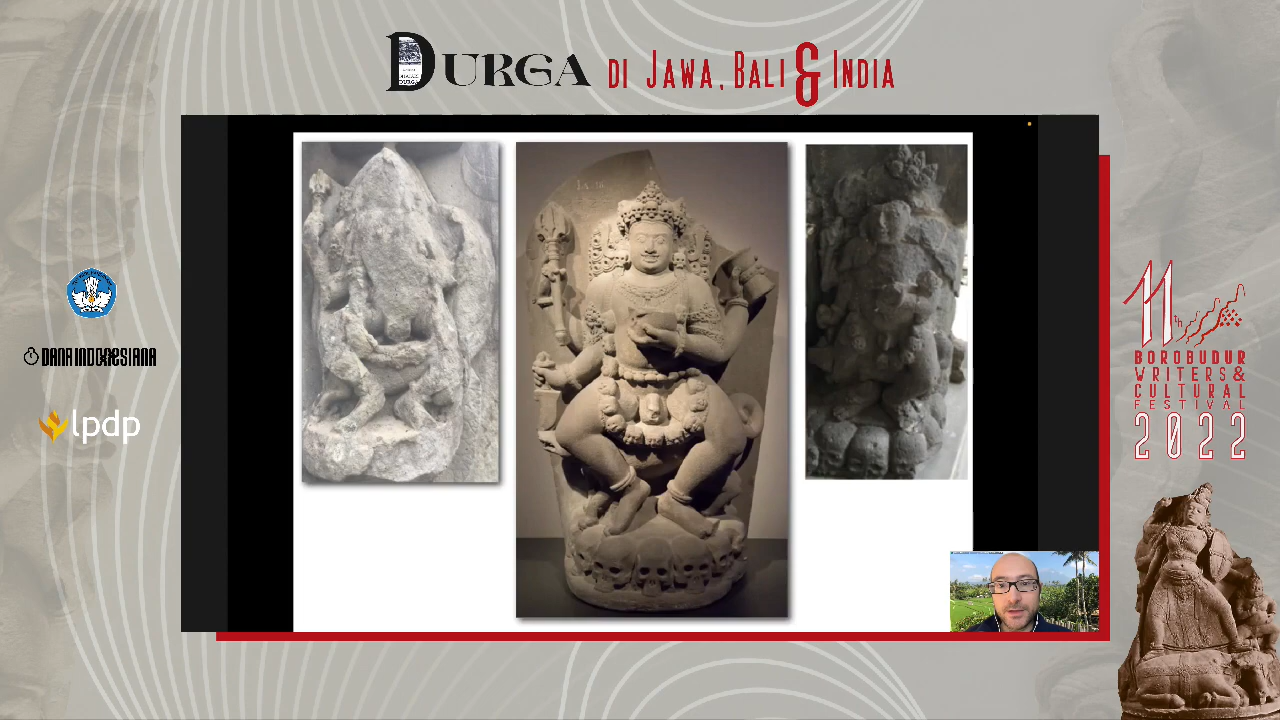 DURGA DI JAWA, BALI & INDIA
DANA INDONESIANA
lpdp
11th
BOROBUDUR
WRITERS &
CULTURAL
FESTIVAL
2022